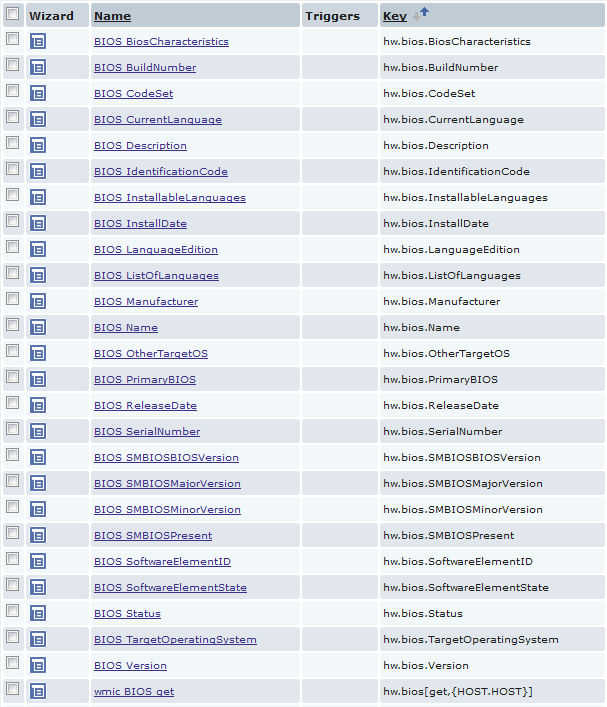 Wizard Name Triggers Key
BIOS BiosCharacteristics hw.bios.BiosCharacteristics
BIOS BuildNumber hw.bios.BuildNumber
BIOS CodeSet hw.bios.CodeSet
BIOS CurrentLanguage hw.bios.CurrentLanguage
BIOS Description hw.bios.Description
BIOS IdentificationCode hw.bios.IdentificationCode
BIOS InstallableLanguages hw.bios.InstallableLanguages
BIOS InstallDate hw.bios.InstallDate
BIOS LanguageEdition hw.bios.LanguageEdition
BIOS ListOfLanguages hw.bios.ListOfLanguages
BIOS Manufacturer hw.bios.Manufacturer
BIOS Name hw.bios.Name
BIOS OtherTargetOS hw.bios.OtherTargetOS
BIOS PrimaryBIOS hw.bios.PrimaryBIOS
BIOS ReleaseDate hw.bios.ReleaseDate
BIOS SerialNumber hw.bios.SerialNumber
BIOS SMBIOSBIOSVersion hw.bios.SMBIOSBIOSVersion
BIOS SMBIOSMajorVersion hw.bios.SMBIOSMajorVersion
BIOS SMBIOSMinorVersion hw.bios.SMBIOSMinorVersion
BIOS SMBIOSPresent hw.bios.SMBIOSPresent
BIOS SoftwareElementID hw.bios.SoftwareElementID
BIOS SoftwareElementState hw.bios.SoftwareElementState
BIOS Status hw.bios.Status
BIOS TargetOperatingSystem hw.bios.TargetOperatingSystem
BIOS Version hw.bios.Version
wmic BIOS get hw.bios[get,{HOST.HOST}]